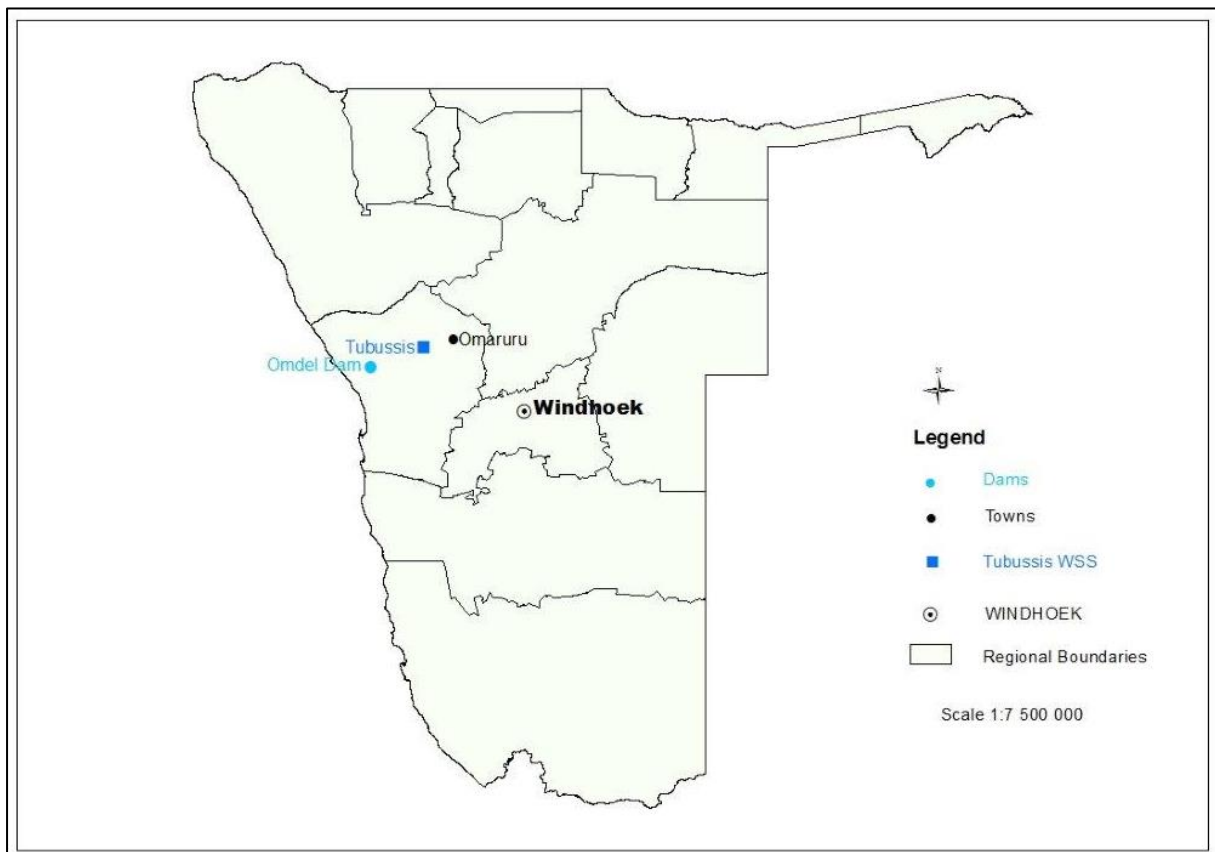 Omaruru
Tubussis
Omdel Dam
Windhoek
N
Legend
Dams
Towns
Tubussis WSS
WINDHOEK
Regional Boundaries
Scale 1:7 500 000